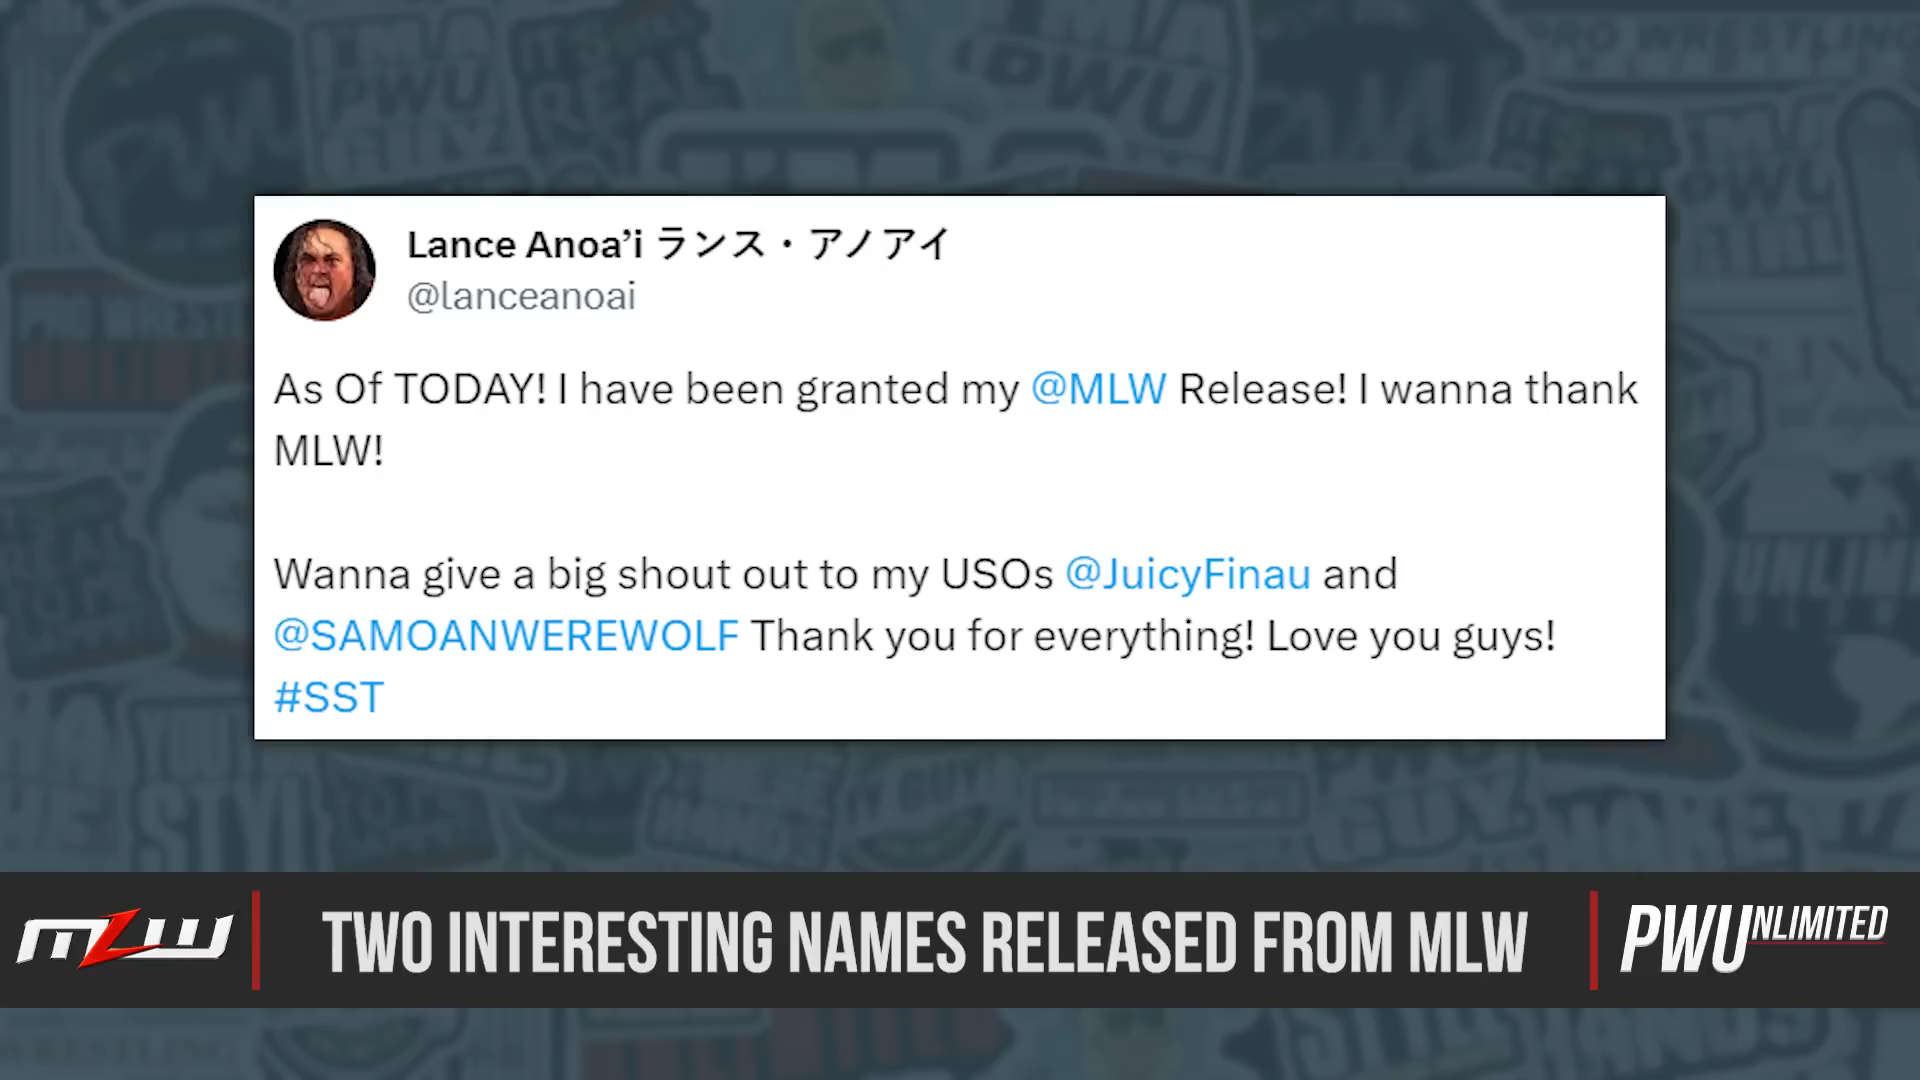 Lance Anoa’i ランス・アノアイ
@lanceanoai
As Of TODAY! I have been granted my @MLW Release! I wanna thank
MLW!
Wanna give a big shout out to my USOs @JuicyFinau and
@SAMOANWEREWOLF Thank you for everything! Love you guys!
#SST
MLW
TWO INTERESTING NAMES RELEASED FROM MLW
PWUNLIMITED